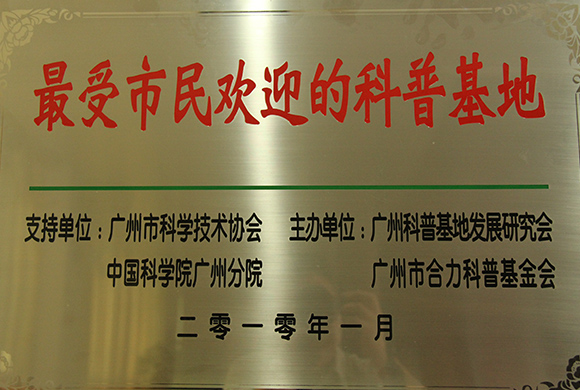 最受市民欢迎的科普基地
支持单位：广州市科学技术协会 主办单位：广州科普基地发展研究会
中国科学院广州分院 广州市合力科普基金会
二零一零年一月